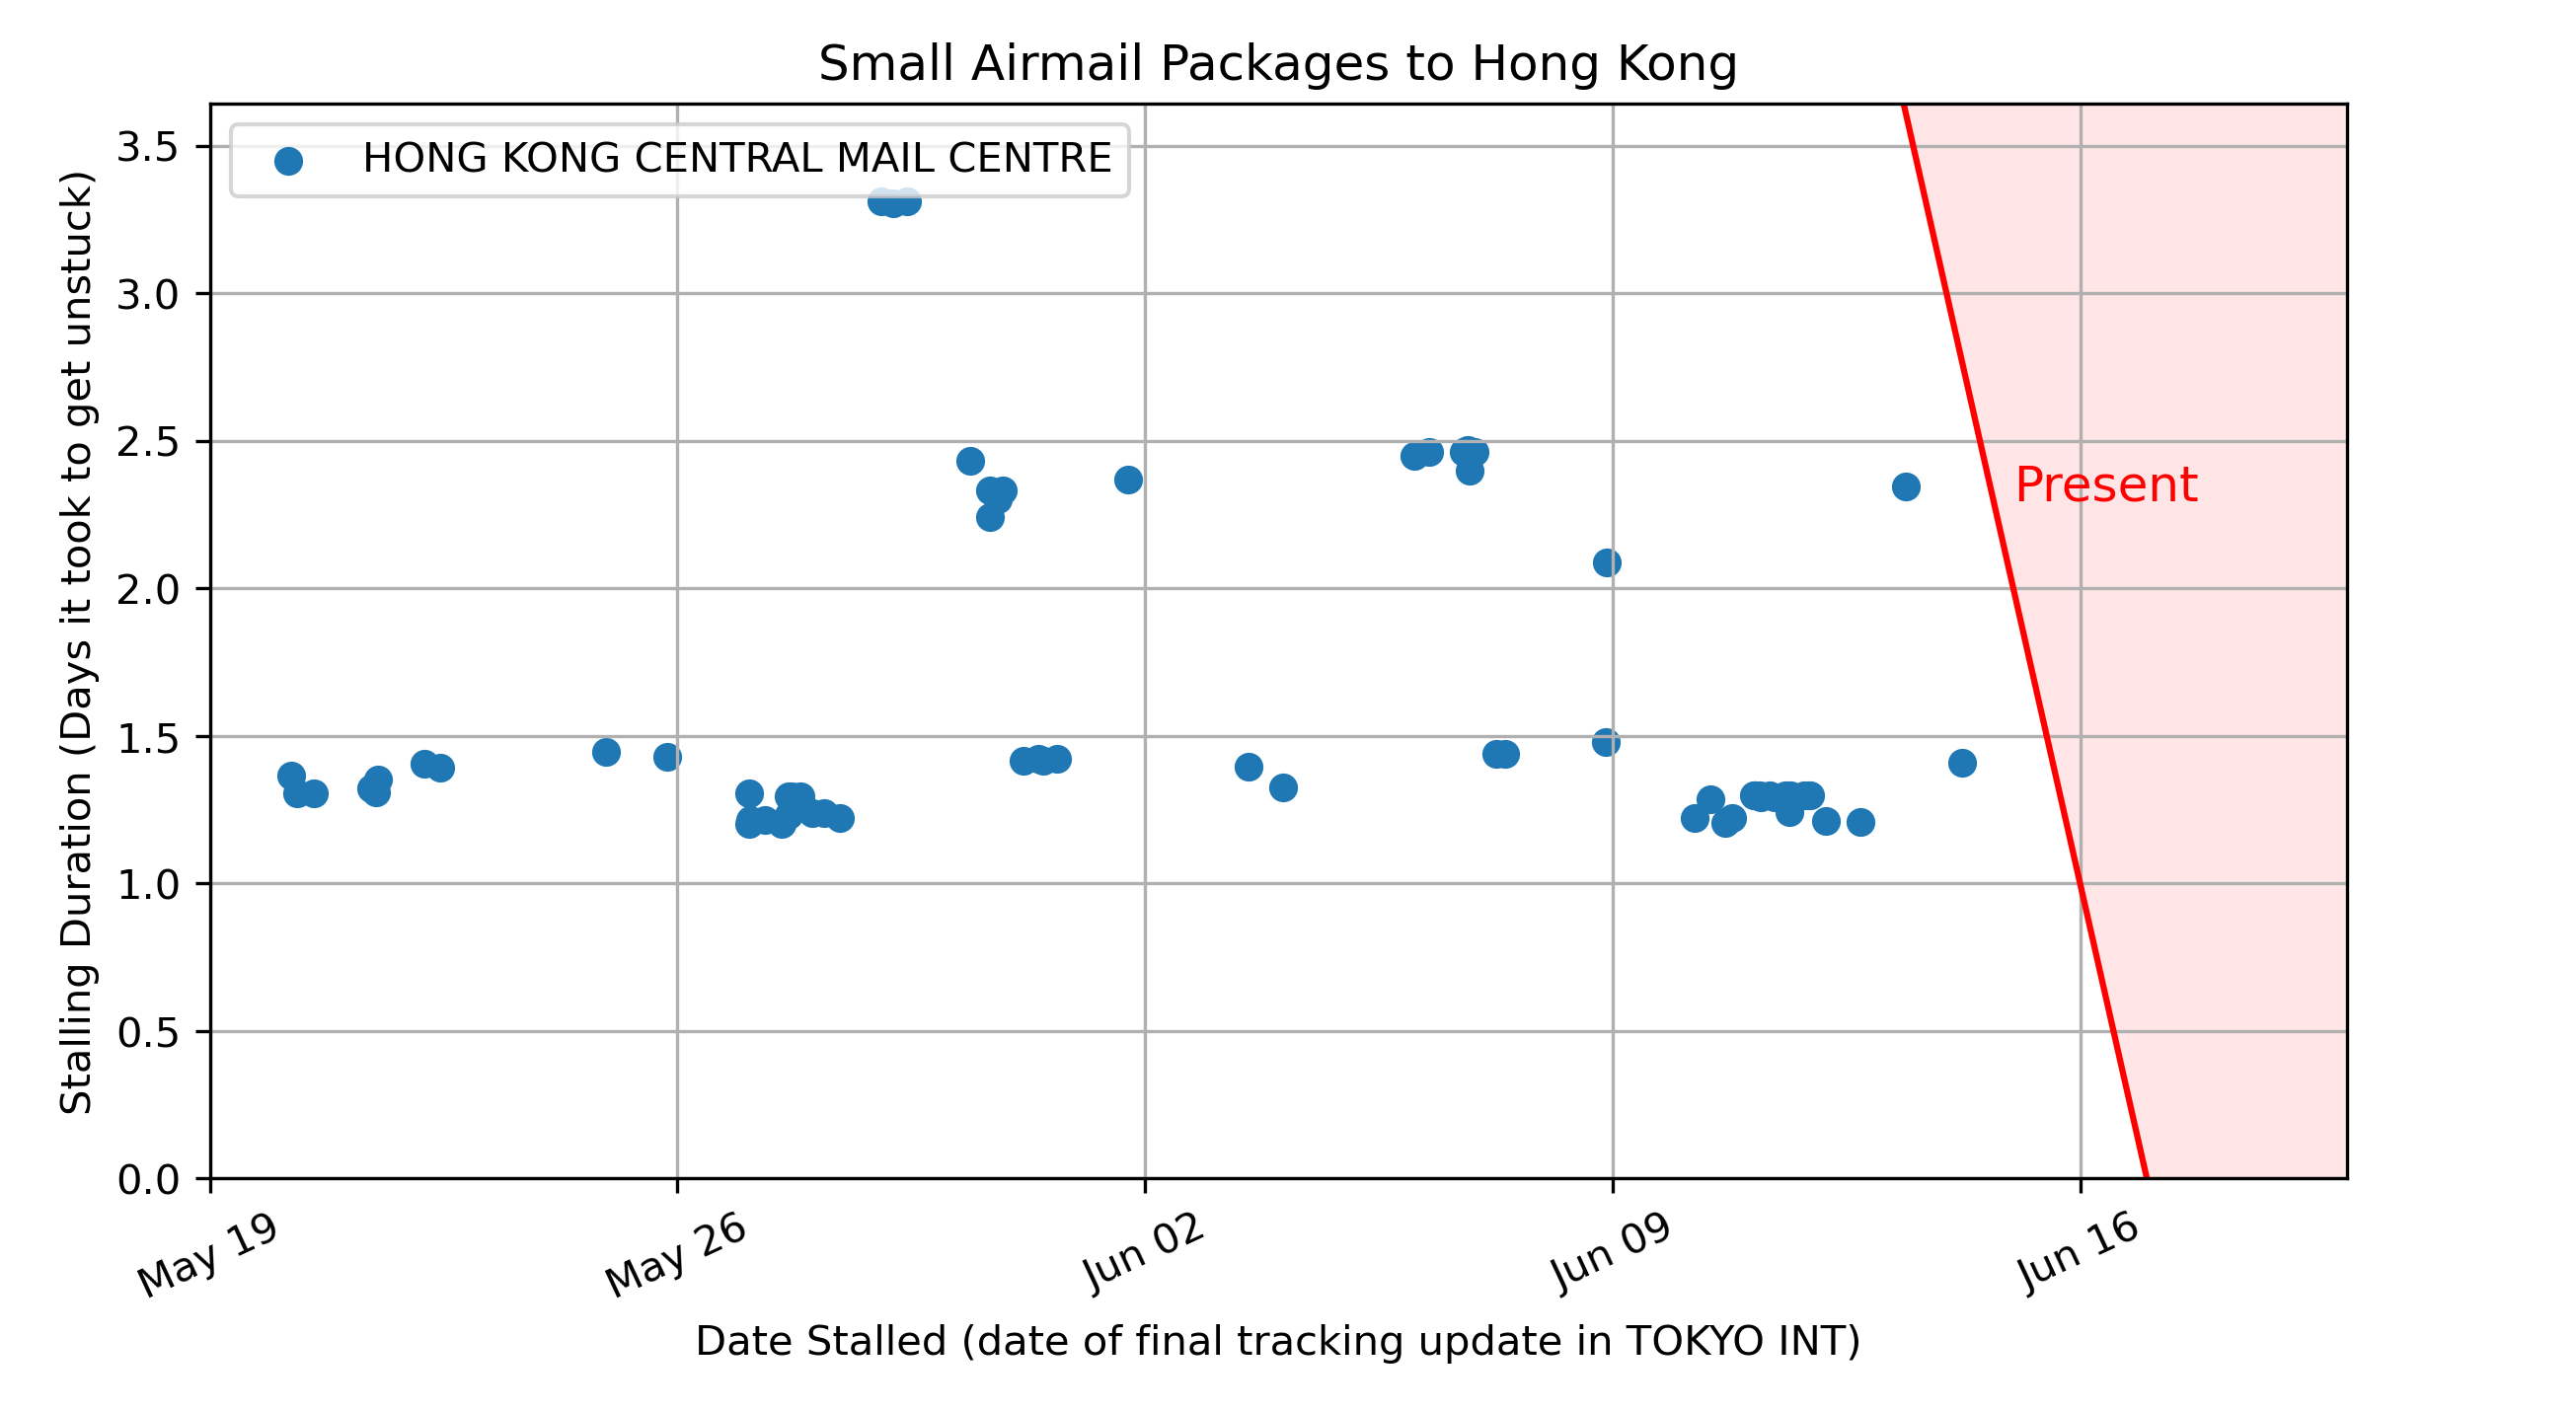 Small Airmail Packages to Hong Kong
HONG KONG CENTRAL MAIL CENTRE
3.5
3.0
2.5
2.0
1.5
1.0
0.5
0.0
Stalling Duration (Days it took to get unstuck)
Present
May 19
May 26
Jun 02
Jun 09
Jun 16
Date Stalled (date of final tracking update in TOKYO INT)